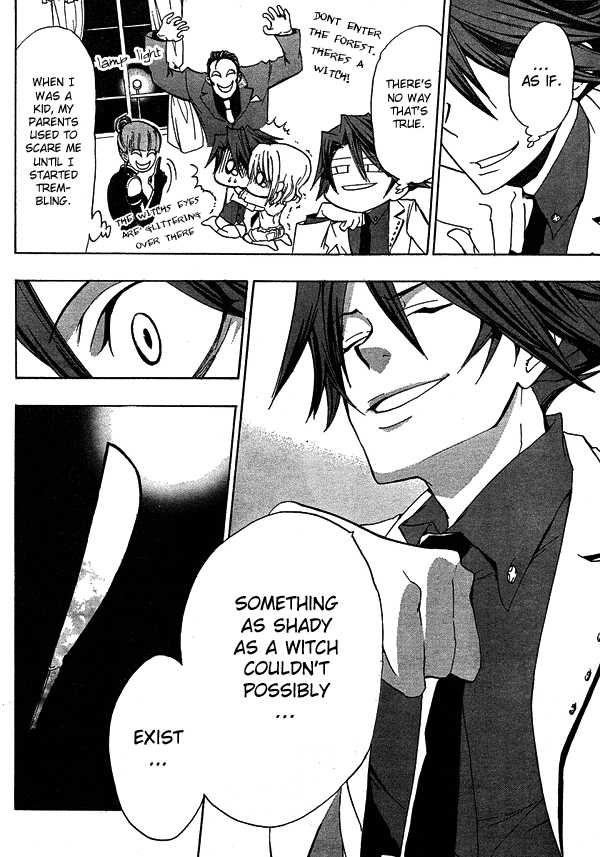 ...
AS IF.
THERE'S
NO WAY
THAT'S
TRUE.
DONT ENTER
THE FOREST.
THERES A
WITCH!
lamp light
WHEN I
WAS A
KID, MY
PARENTS
USED TO
SCARE ME
UNTIL I
STARTED
TREM-
BLING.
THE WITCHS EYES
ARE GLITTERING
OVER THERE
SOMETHING
AS SHADY
AS A WITCH
COULDN'T
POSSIBLY
...
EXIST
...